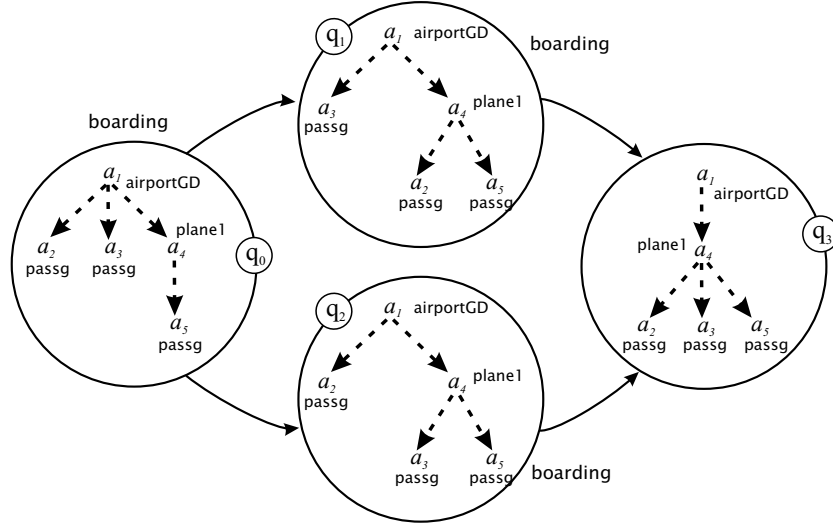 boarding
a1 airportGD
a2 a3 plane1 a4
passg passg
a5
passg
q0
q1
a1 airportGD
a3 a4 plane1
passg
a2 a5
passg passg
boarding
q2
a1 airportGD
a2 a4 plane1
passg
a3 a5
passg passg
boarding
a1
airportGD
q3
plane1 a4
a2 a3 a5
passg passg passg